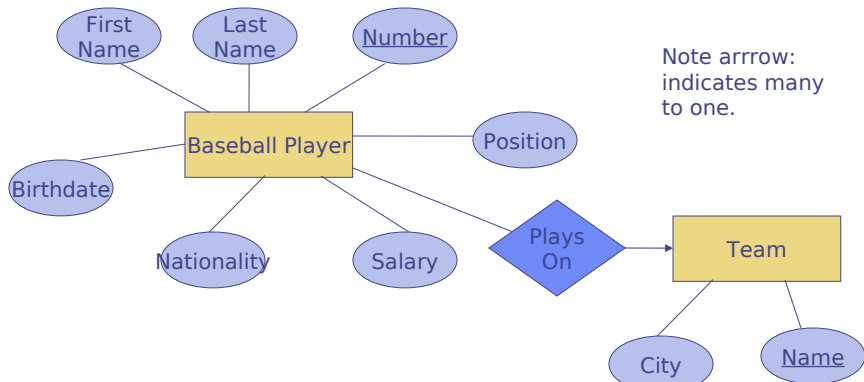 First
Name
Last
Name
Number
Note arrrow:
indicates many
to one.
Baseball Player
Position
Birthdate
Nationality
Salary
Plays
On
Team
City
Name